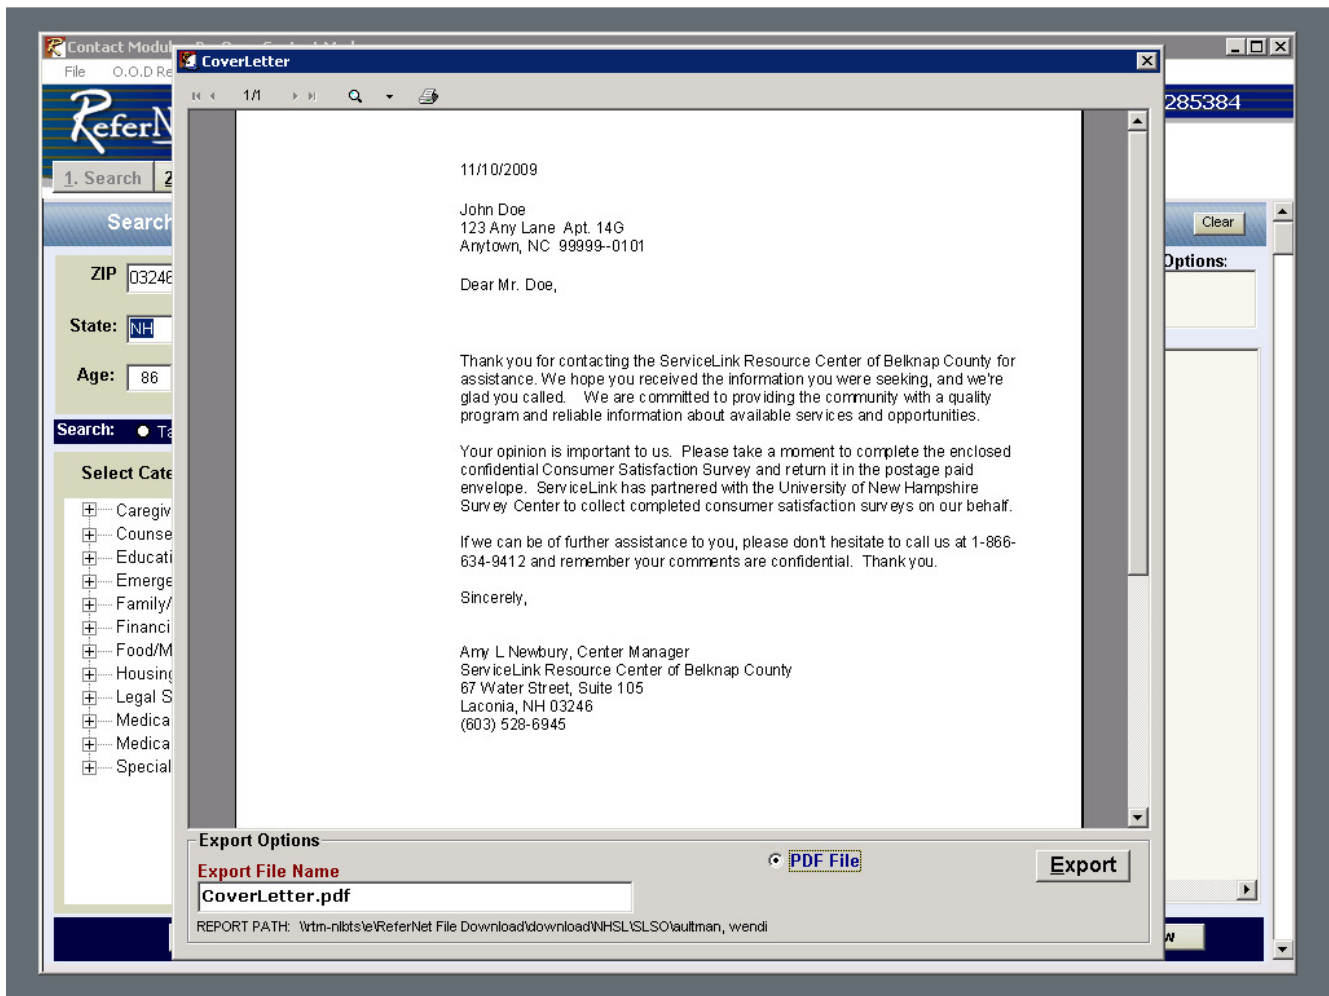 Contact Modul
CoverLetter
File O.O.D Re
1/1
285384
ReferN
1. Search 2
11/10/2009
John Doe
123 Any Lane Apt. 14G
Anytown, NC 99999--0101
Search
Clear
Options:
ZIP 03246
Dear Mr. Doe,
State: NH
Age: 86
Thank you for contacting the ServiceLink Resource Center of Belknap County for
assistance. We hope you received the information you were seeking, and we're
glad you called. We are committed to providing the community with a quality
program and reliable information about available services and opportunities.
Search: Ta
Your opinion is important to us. Please take a moment to complete the enclosed
confidential Consumer Satisfaction Survey and return it in the postage paid
envelope. ServiceLink has partnered with the University of New Hampshire
Survey Center to collect completed consumer satisfaction surveys on our behalf.
Select Cate
Caregiv
Counse
Educati
Emerge
Family/
Financi
Food/M
Housing
Legal S
Medica
Medica
Special
If we can be of further assistance to you, please don't hesitate to call us at 1-866-
634-9412 and remember your comments are confidential. Thank you.
Sincerely,
Amy L Newbury, Center Manager
ServiceLink Resource Center of Belknap County
67 Water Street, Suite 105
Laconia, NH 03246
(603) 528-6945
Export Options
Export File Name
PDF File
Export
CoverLetter.pdf
REPORT PATH: \\rtm-nlbts\e\ReferNet File Download\download\NHSL\SLSO\aultman, wendi
w